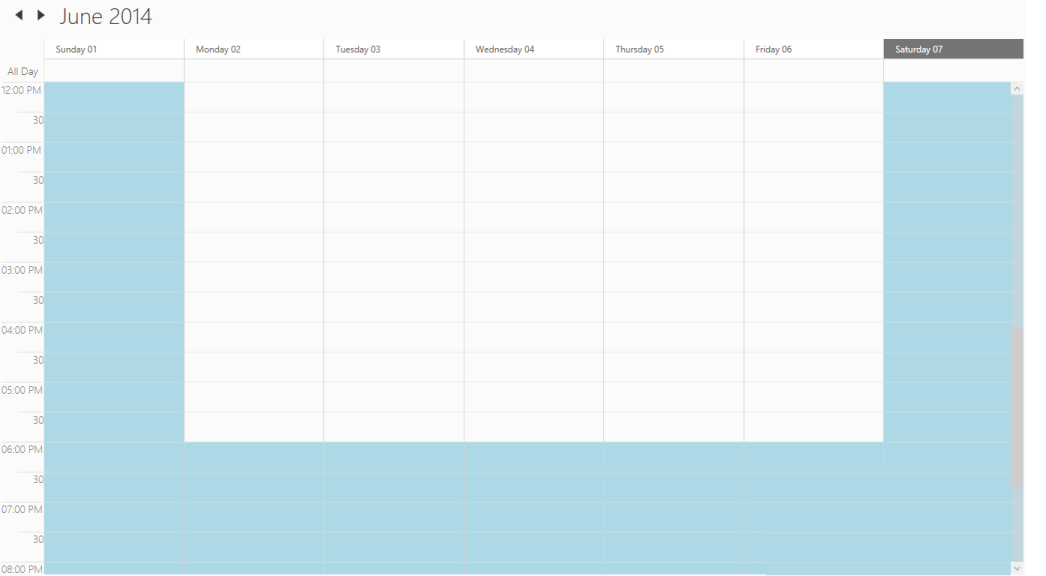 June 2014
Sunday 01 Monday 02 Tuesday 03 Wednesday 04 Thursday 05 Friday 06 Saturday 07
All Day
12:00 PM
30
01:00 PM
30
02:00 PM
30
03:00 PM
30
04:00 PM
30
05:00 PM
30
06:00 PM
30
07:00 PM
30
08:00 PM